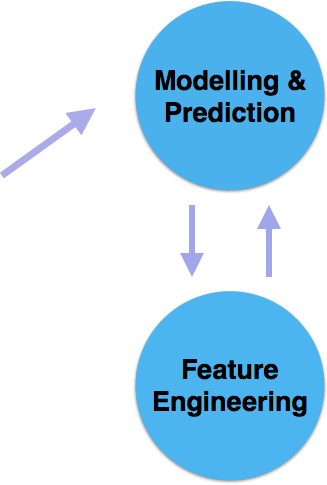 Modelling &
Prediction
Feature
Engineering